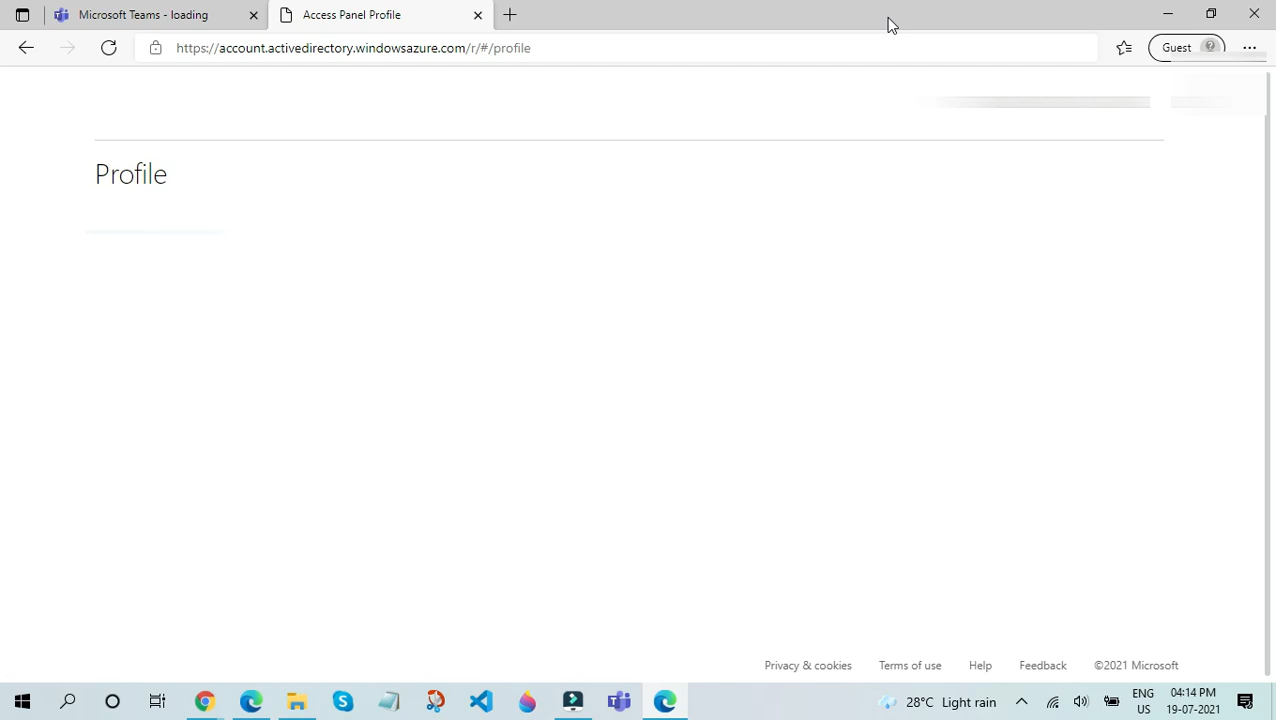 Microsoft Teams - loading
Access Panel Profile
https://account.activedirectory.windowsazure.com/r/#/profile
Guest
Profile
Privacy & cookies
Terms of use
Help
Feedback
©2021 Microsoft
28°C Light rain
ENG
US
04:14 PM
19-07-2021